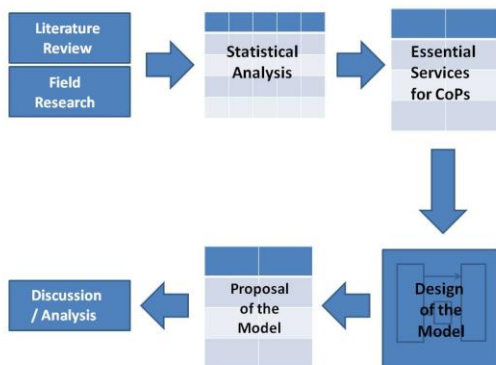 Literature
Review
Field
Research
Statistical
Analysis
Essential
Services
for CoPs
Design
of the
Model
Proposal
of the
Model
Discussion
/ Analysis